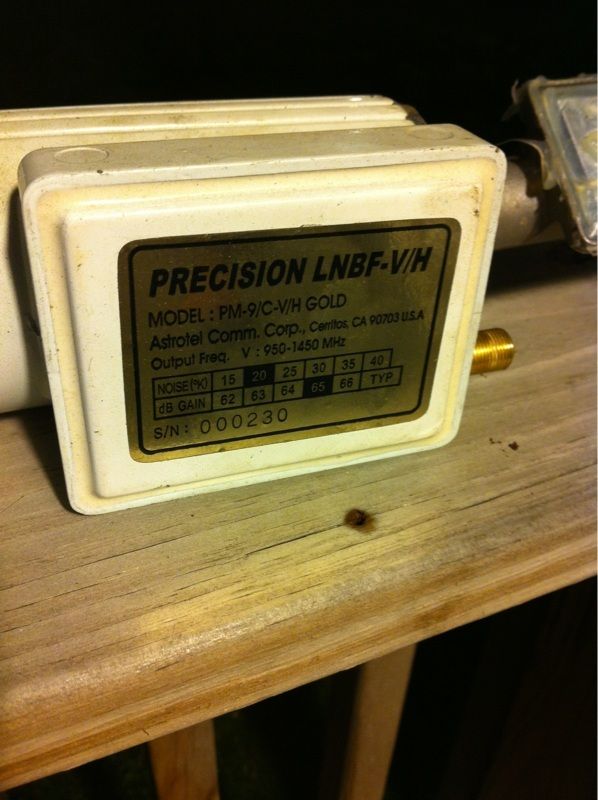 PRECISION LNBF-V/H
MODEL : PM-9/C-V/H GOLD
Astrotel Comm. Corp., Cerritos, CA 90703 U.S.A
Output Freq. V : 950-1450 MHz
NOISE(°K) 15 20 25 30 35 40
dB GAIN 62 63 64 65 66 TYP
S/N : 000230